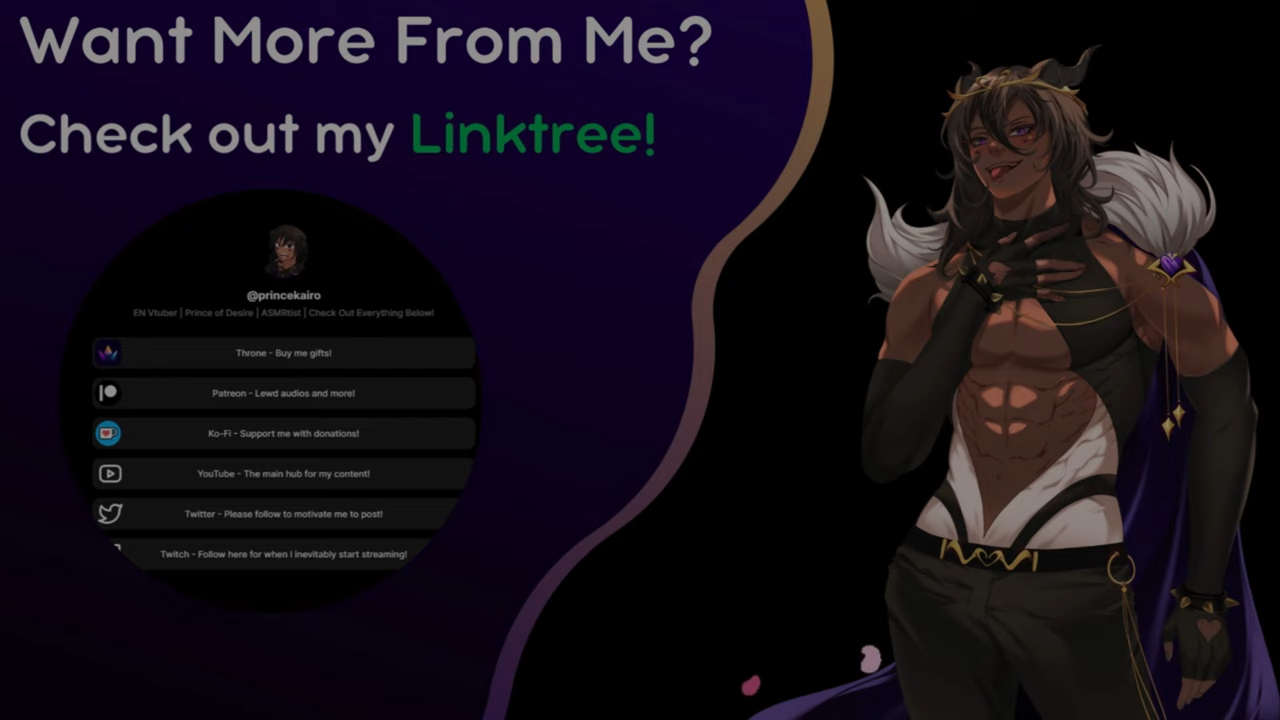 Want More From Me?
Check out my Linktree!
@princekairo
EN Vtuber | Prince of Desire | ASMRtist | Check Out Everything Below!
Throne - Buy me gifts!
Patreon - Lewd audios and more!
Ko-Fi - Support me with donations!
YouTube - The main hub for my content!
Twitter - Please follow to motivate me to post!
Twitch - Follow here for when I inevitably start streaming!